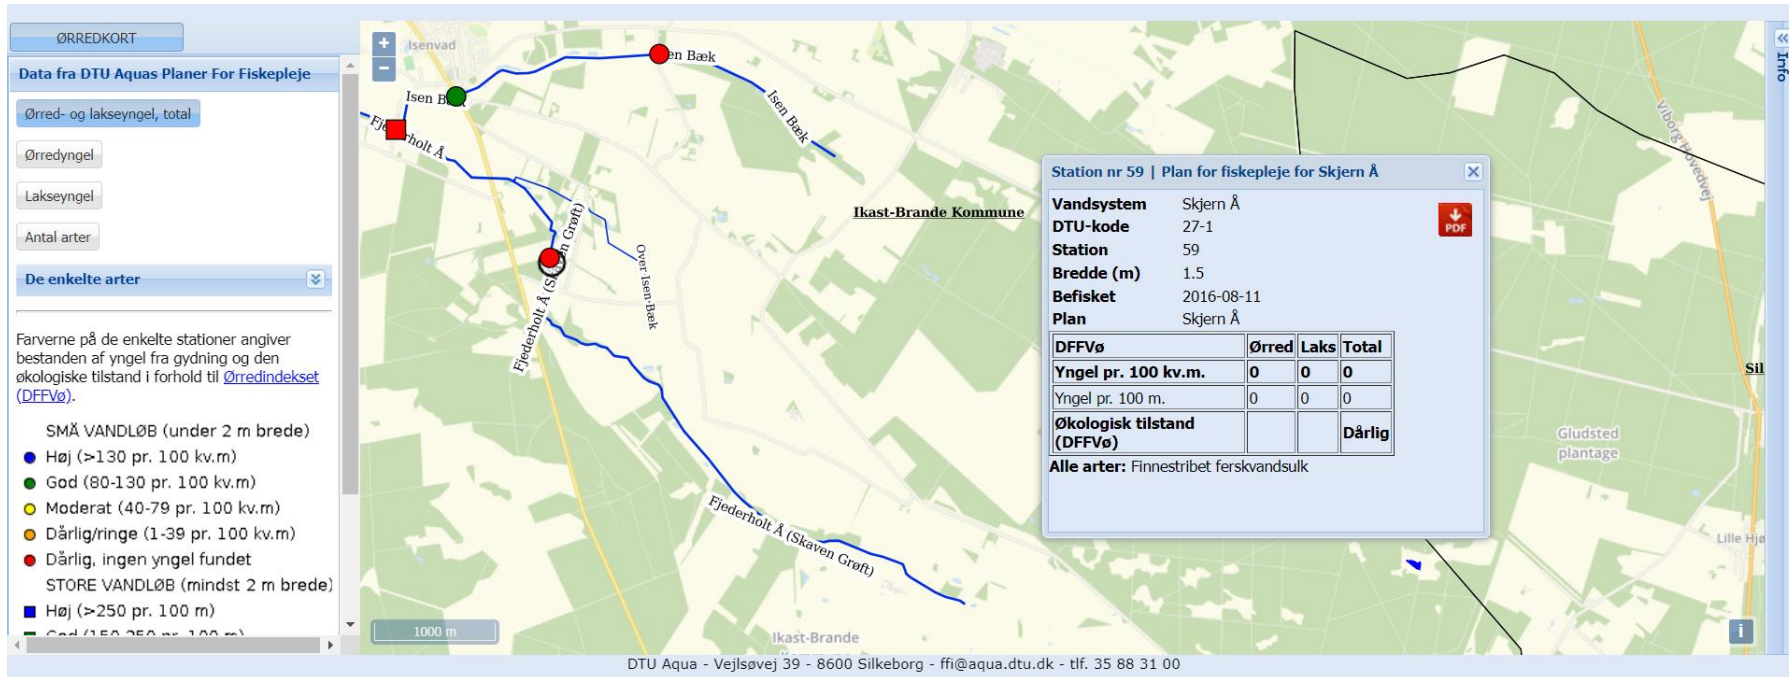 ØRREDKORT
Data fra DTU Aquas Planer For Fiskepleje
Ørred- og lakseyngel, total
Ørredyngel
Lakseyngel
Antal arter
De enkelte arter
Farverne på de enkelte stationer angiver
bestanden af yngel fra gydning og den
økologiske tilstand i forhold til Ørredindekset
(DFFVø).
SMÅ VANDLØB (under 2 m brede)
Høj (>130 pr. 100 kv.m)
God (80-130 pr. 100 kv.m)
Moderat (40-79 pr. 100 kv.m)
Dårlig/ringe (1-39 pr. 100 kv.m)
Dårlig, ingen yngel fundet
STORE VANDLØB (mindst 2 m brede)
Høj (>250 pr. 100 m)
God (150-250 pr. 100 m)
+
−
Isenvad
Isen Bæk
Isen
Isen Bæk
Fjederholt Å
Fjederholt Å (Skaven Grøft)
Over Isen-Bæk
Fjederholt Å (Skaven Grøft)
Ikast-Brande Kommune
Ikast-Brande
Kommune
1000 m
Station nr 59 | Plan for fiskepleje for Skjern Å
Vandsystem Skjern Å
DTU-kode 27-1
Station 59
Bredde (m) 1.5
Befisket 2016-08-11
Plan Skjern Å
PDF
DFFVø Ørred Laks Total
Yngel pr. 100 kv.m. 0 0 0
Yngel pr. 100 m. 0 0 0
Økologisk tilstand
(DFFVø) Dårlig
Alle arter: Finnestribet ferskvandsulk
Viborg Hovedvej
Sil
Gludsted
plantage
Lille Hjø
i
Info
DTU Aqua - Vejlsøvej 39 - 8600 Silkeborg - ffi@aqua.dtu.dk - tlf. 35 88 31 00